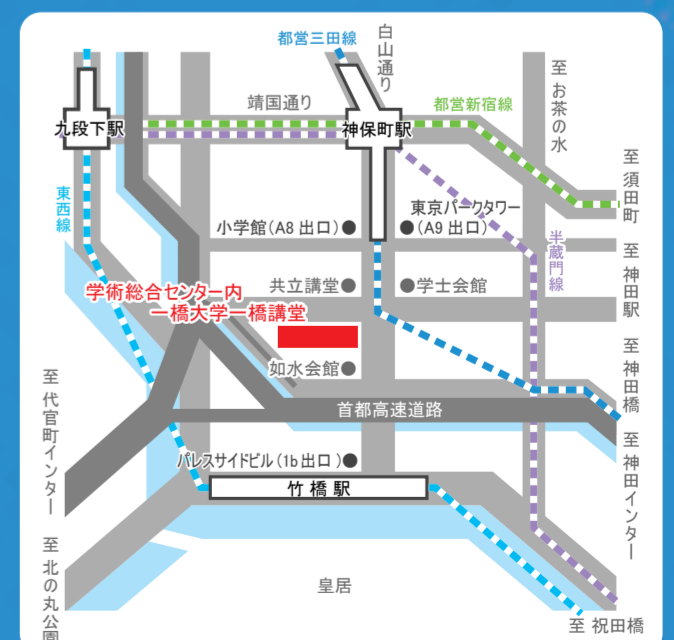 都営三田線
白山通り
靖国通り
都営新宿線
至 お茶の水
九段下駅
神保町駅
至 須田町
東西線
小学館(A8 出口)
東京パークタワー
(A9 出口)
半蔵門線
至 神田駅
共立講堂
学士会館
学術総合センター内
一橋大学一橋講堂
如水会館
至 神田橋
至 代官町インター
首都高速道路
至 神田インター
パレスサイドビル(1b 出口)
竹橋駅
至 北の丸公園
皇居
至 祝田橋